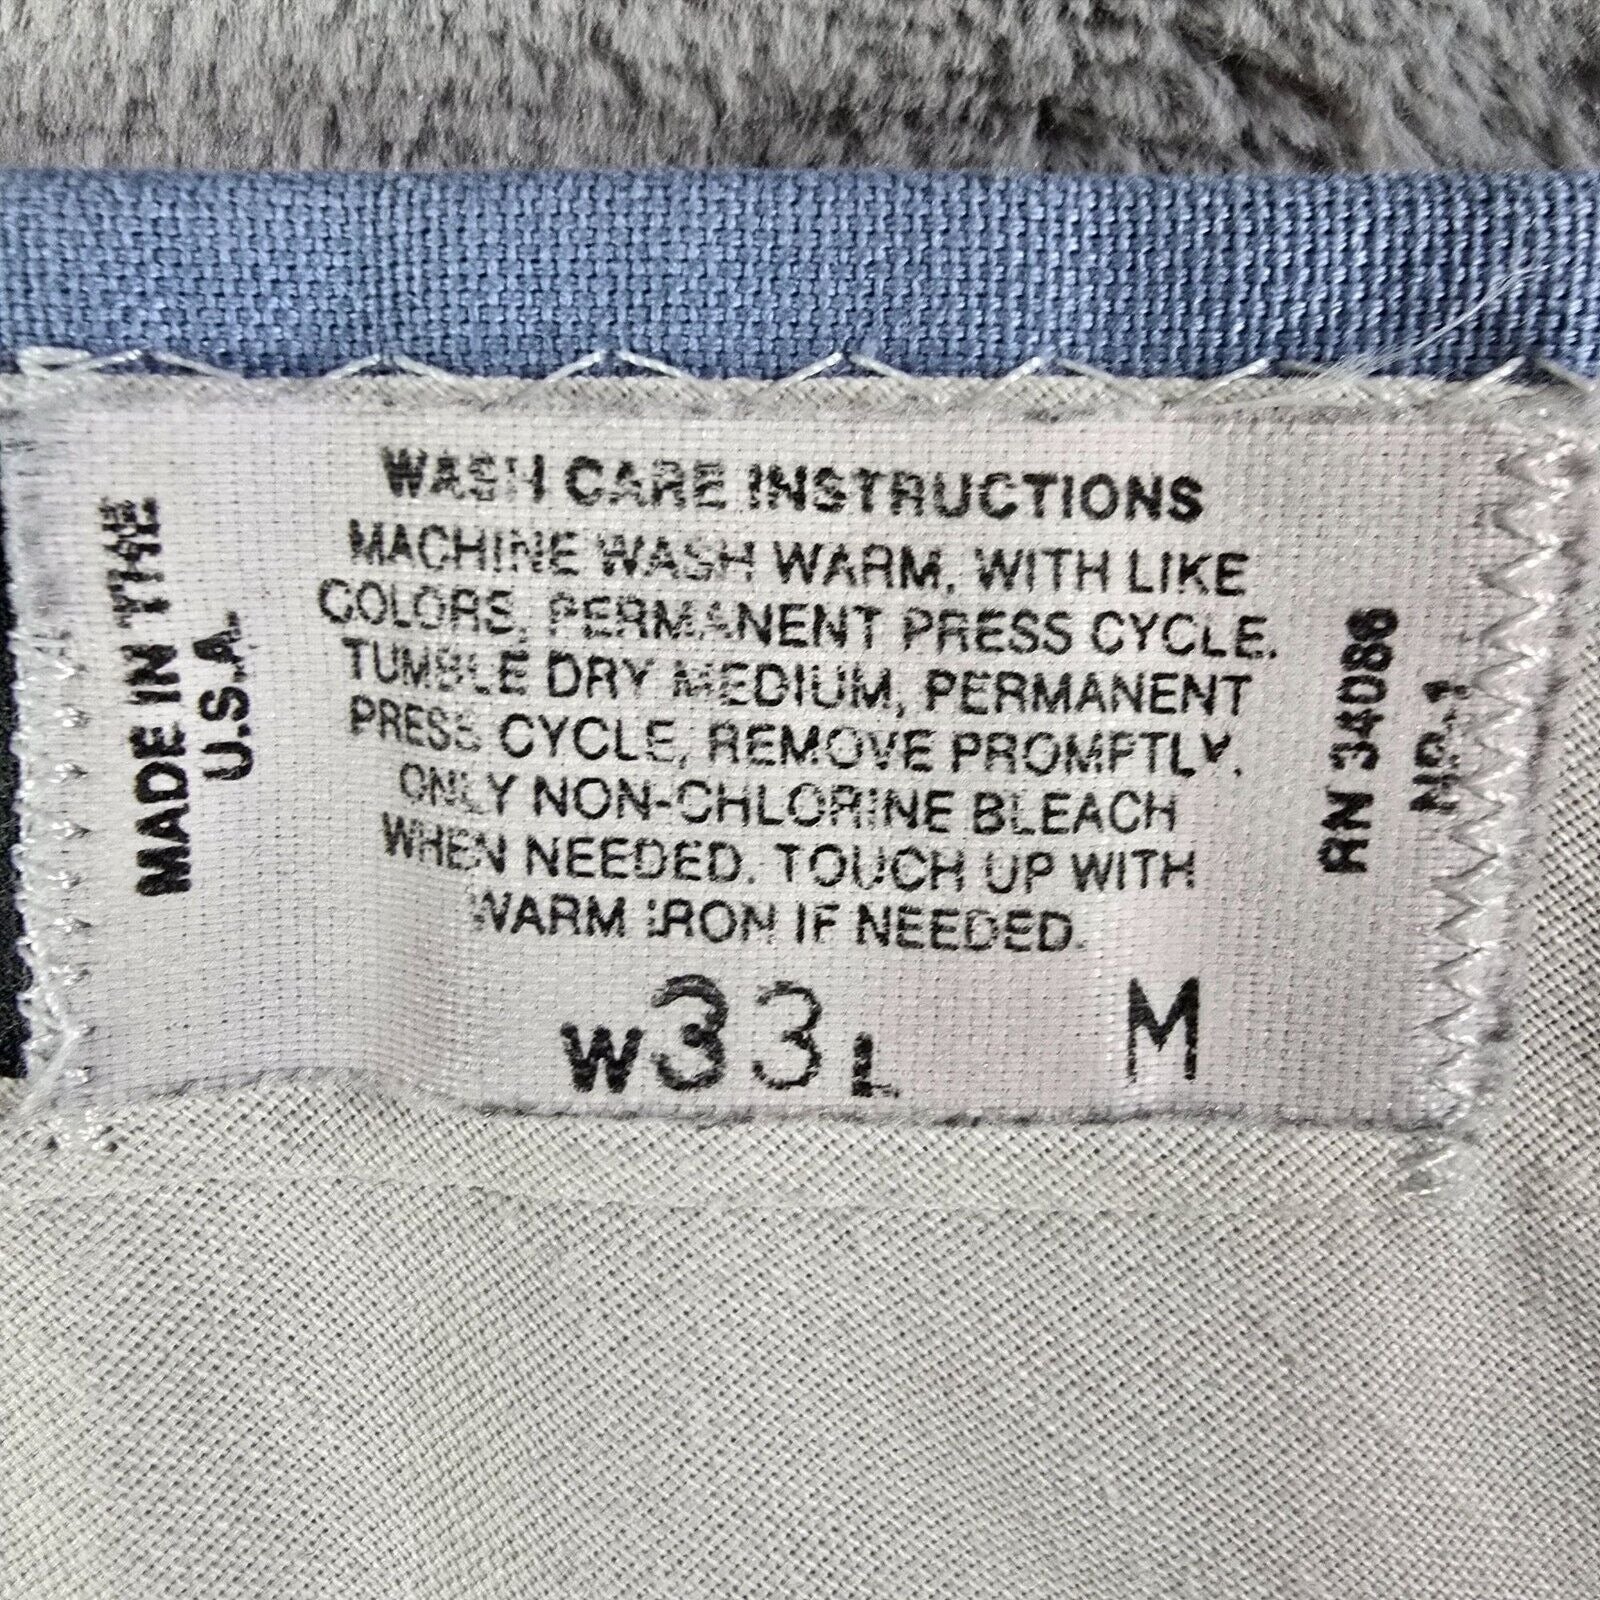 MADE IN THE
U.S.A.
WASH CARE INSTRUCTIONS
MACHINE WASH WARM, WITH LIKE
COLORS, PERMANENT PRESS CYCLE.
TUMBLE DRY MEDIUM, PERMANENT
PRESS CYCLE, REMOVE PROMPTLY.
ONLY NON-CHLORINE BLEACH
WHEN NEEDED. TOUCH UP WITH
WARM IRON IF NEEDED.
W33L M
RN 34086
NP-1